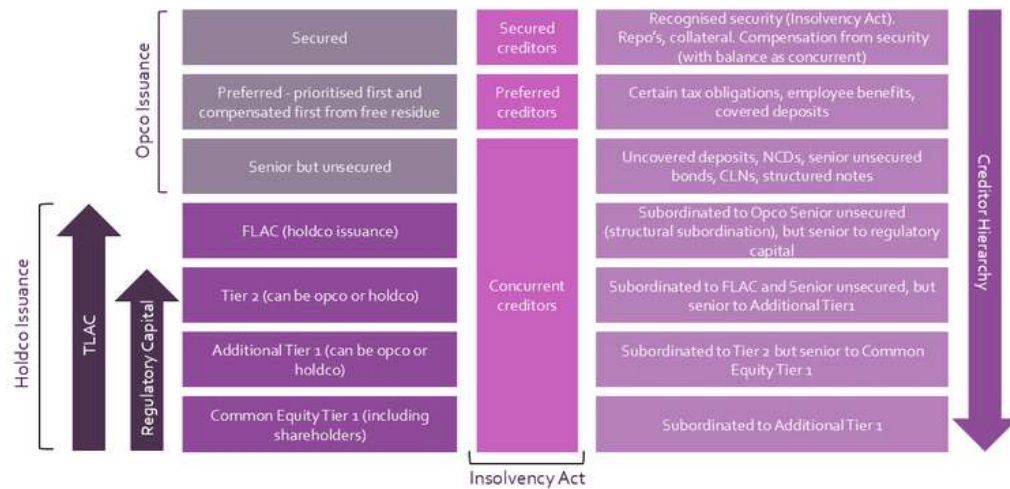 Opco Issuance
Holdco Issuance
TLAC
Regulatory Capital
Secured
Preferred - prioritised first and
compensated first from free residue
Senior but unsecured
FLAC (holdco issuance)
Tier 2 (can be opco or holdco)
Additional Tier 1 (can be opco or
holdco)
Common Equity Tier 1 (including
shareholders)
Secured
creditors
Preferred
creditors
Concurrent
creditors
Insolvency Act
Recognised security (Insolvency Act).
Repo's, collateral. Compensation from security
(with balance as concurrent)
Certain tax obligations, employee benefits,
covered deposits
Uncovered deposits, NCDs, senior unsecured
bonds, CLNs, structured notes
Subordinated to Opco Senior unsecured
(structural subordination), but senior to regulatory
capital
Subordinated to FLAC and Senior unsecured, but
senior to Additional Tier1
Subordinated to Tier 2 but senior to Common
Equity Tier 1
Subordinated to Additional Tier 1
Creditor Hierarchy